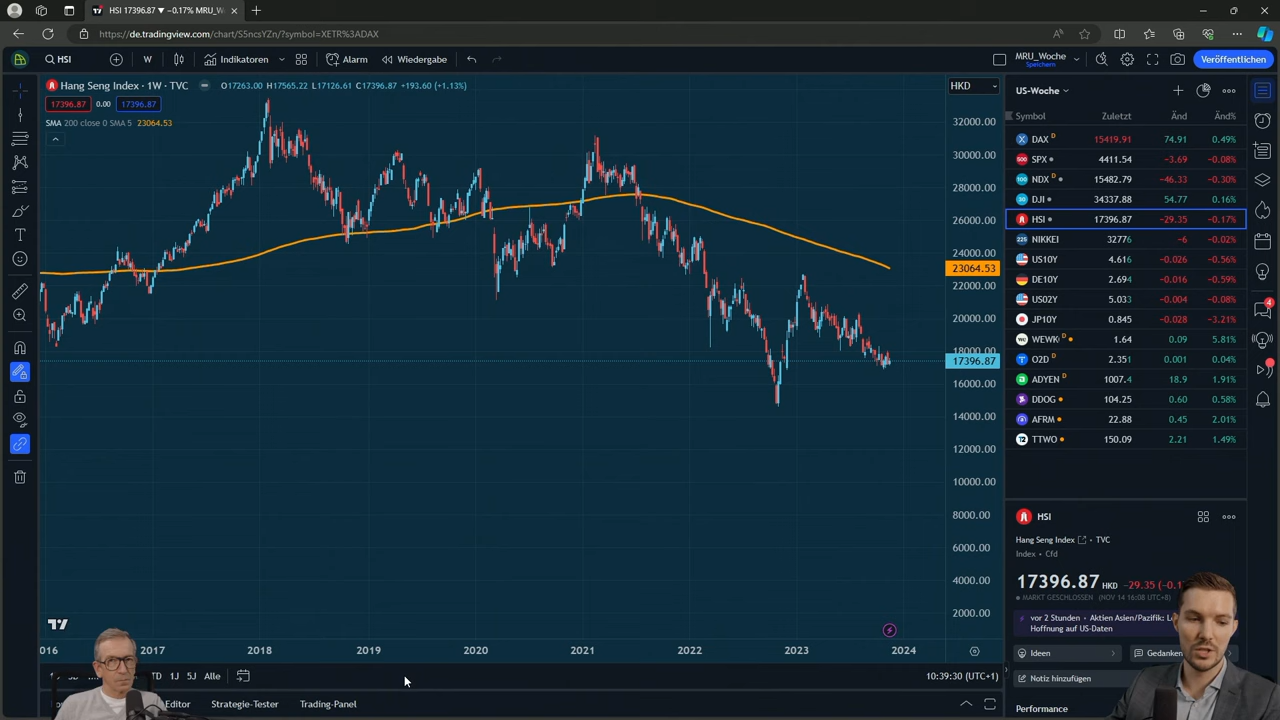 HSI 17396.87 ▼ −0.17% MRU_W
https://de.tradingview.com/chart/S5ncsYZn/?symbol=XETR%3ADAX
HSI
W
Indikatoren
Alarm
Wiedergabe
MRU_Woche
Speichern
Veröffentlichen
Hang Seng Index · 1W · TVC
O17263.00 H17565.22 L17126.61 C17396.87 +193.60 (+1.13%)
HKD
17396.87 0.00 17396.87
SMA 200 close 0 SMA 5 23064.53
32000.00
30000.00
28000.00
26000.00
24000.00
23064.53
22000.00
20000.00
18000.00
17396.87
16000.00
14000.00
12000.00
10000.00
8000.00
6000.00
4000.00
2000.00
2016 2017 2018 2019 2020 2021 2022 2023 2024
TD 1J 5J Alle
10:39:30 (UTC+1)
Editor Strategie-Tester Trading-Panel
US-Woche
Symbol Zuletzt Änd Änd%
DAX D 15419.91 74.91 0.49%
SPX 4411.54 −3.69 −0.08%
NDX D 15482.79 −46.33 −0.30%
DJI 34337.88 54.77 0.16%
HSI 17396.87 −29.35 −0.17%
NIKKEI 32776 −6 −0.02%
US10Y 4.616 −0.026 −0.56%
DE10Y 2.694 −0.016 −0.59%
US02Y 5.033 −0.004 −0.08%
JP10Y 0.845 −0.028 −3.21%
WEWK D 1.64 0.09 5.81%
O2D D 2.351 0.001 0.04%
ADYEN D 1007.4 18.9 1.91%
DDOG 104.25 0.60 0.58%
AFRM 22.88 0.45 2.01%
TTWO 150.09 2.21 1.49%
4
HSI
Hang Seng Index TVC
Index · Cfd
17396.87 HKD −29.35
MARKT GESCHLOSSEN (NOV 14 16:08 UTC+8)
vor 2 Stunden · Aktien Asien/Pazifik:
Hoffnung auf US-Daten
Ideen
Gedanken
Notiz hinzufügen
Performance